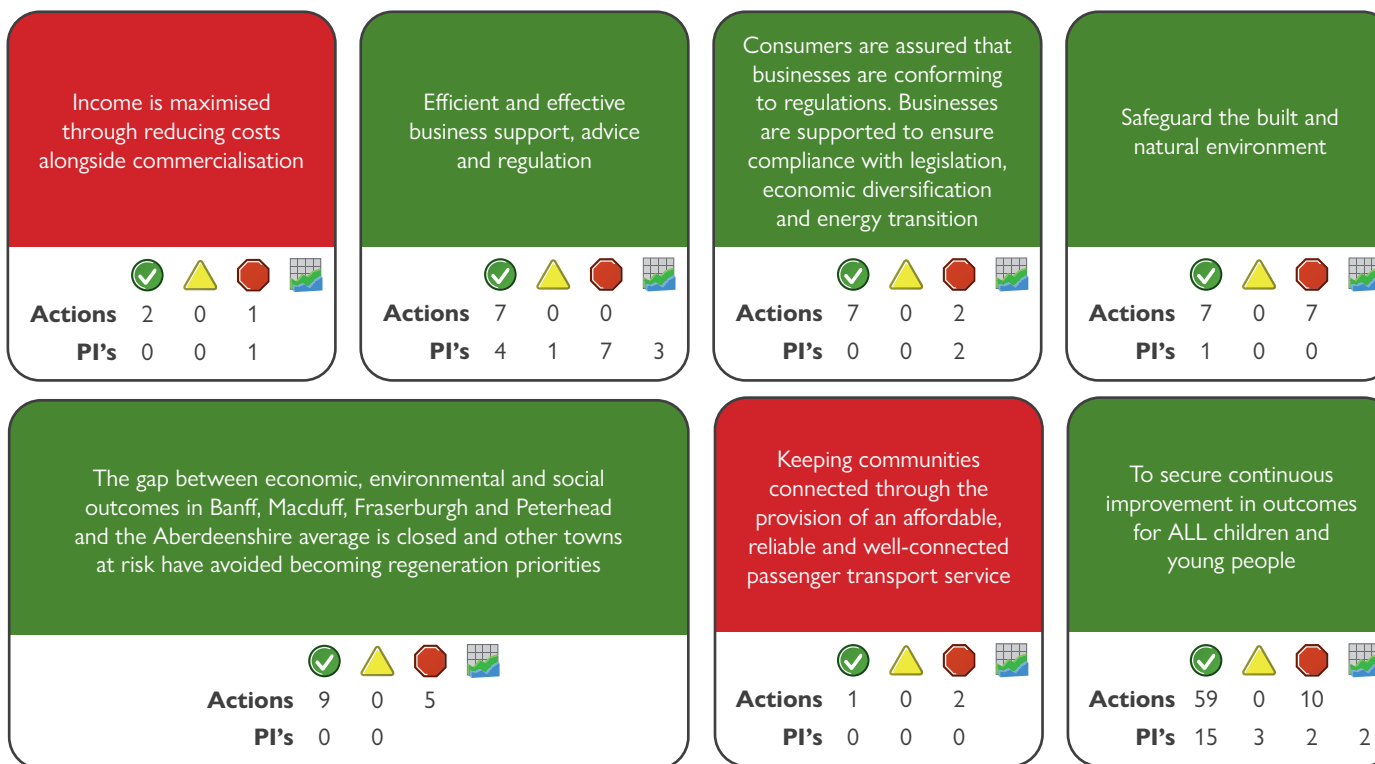 Income is maximised
through reducing costs
alongside commercialisation
Actions 2 0 1
PI's 0 0 1
Efficient and effective
business support, advice
and regulation
Actions 7 0 0
PI's 4 1 7 3
Consumers are assured that
businesses are conforming
to regulations. Businesses
are supported to ensure
compliance with legislation,
economic diversification
and energy transition
Actions 7 0 2
PI's 0 0 2
Safeguard the built and
natural environment
Actions 7 0 7
PI's 1 0 0
The gap between economic, environmental and social
outcomes in Banff, Macduff, Fraserburgh and Peterhead
and the Aberdeenshire average is closed and other towns
at risk have avoided becoming regeneration priorities
Actions 9 0 5
PI's 0 0
Keeping communities
connected through the
provision of an affordable,
reliable and well-connected
passenger transport service
Actions 1 0 2
PI's 0 0 0
To secure continuous
improvement in outcomes
for ALL children and
young people
Actions 59 0 10
PI's 15 3 2 2